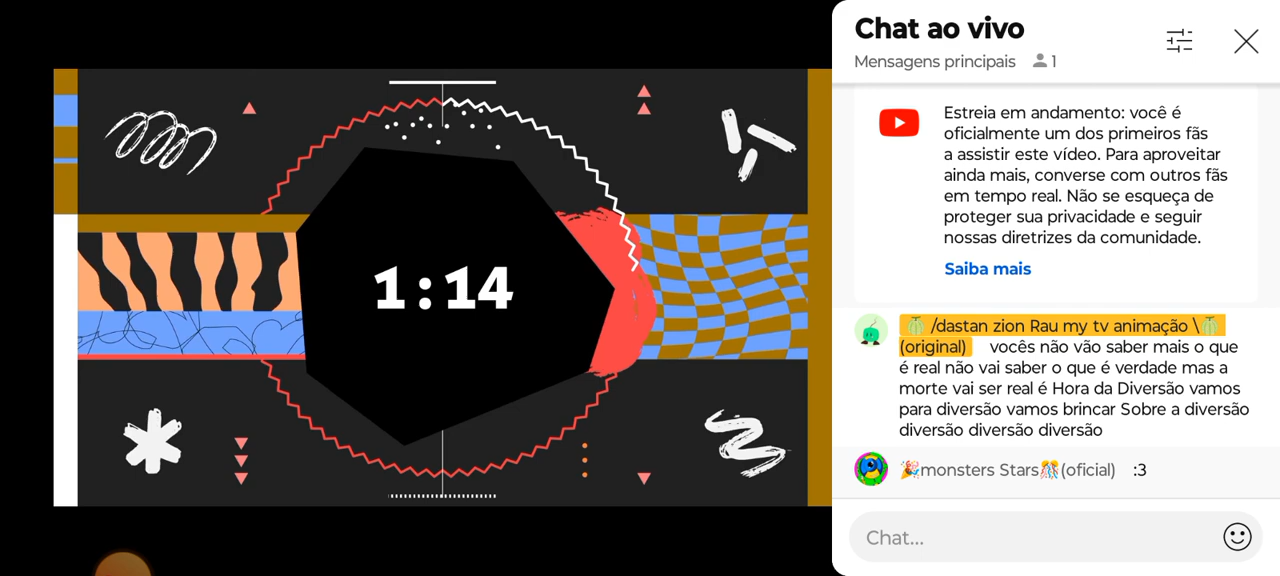 1:14
Chat ao vivo
Mensagens principais 1
Estreia em andamento: você é
oficialmente um dos primeiros fãs
a assistir este vídeo. Para aproveitar
ainda mais, converse com outros fãs
em tempo real. Não se esqueça de
proteger sua privacidade e seguir
nossas diretrizes da comunidade.
Saiba mais
🍈 /dastan zion Rau my tv animação \🍈
(original) vocês não vão saber mais o que
é real não vai saber o que é verdade mas a
morte vai ser real é Hora da Diversão vamos
para diversão vamos brincar Sobre a diversão
diversão diversão diversão
🎉monsters Stars🎊(oficial) :3
Chat...